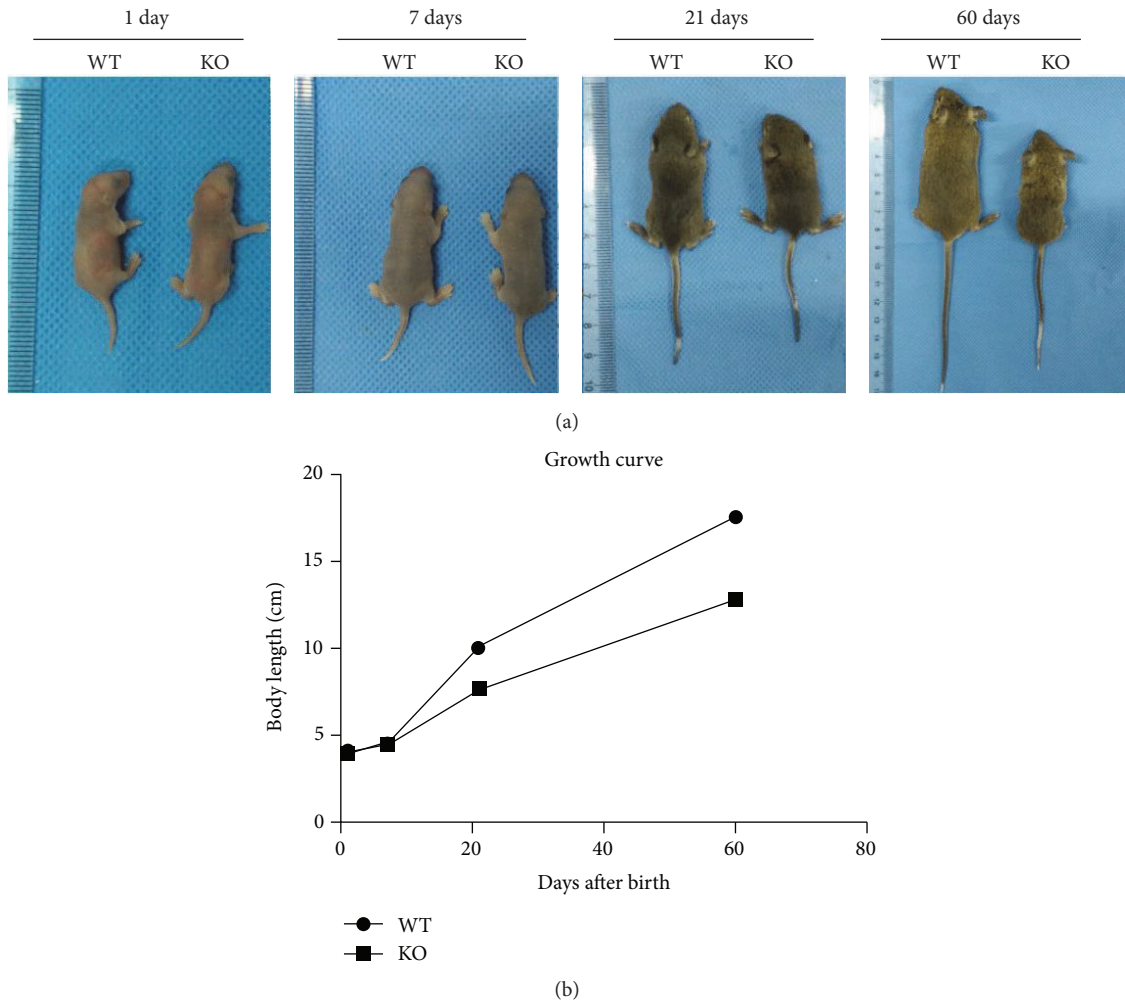 1 day
7 days
21 days
60 days
WT KO
WT KO
WT KO
WT KO
(a)
Growth curve
20
15
10
5
0
Body length (cm)
0 20 40 60 80
Days after birth
WT
KO
(b)